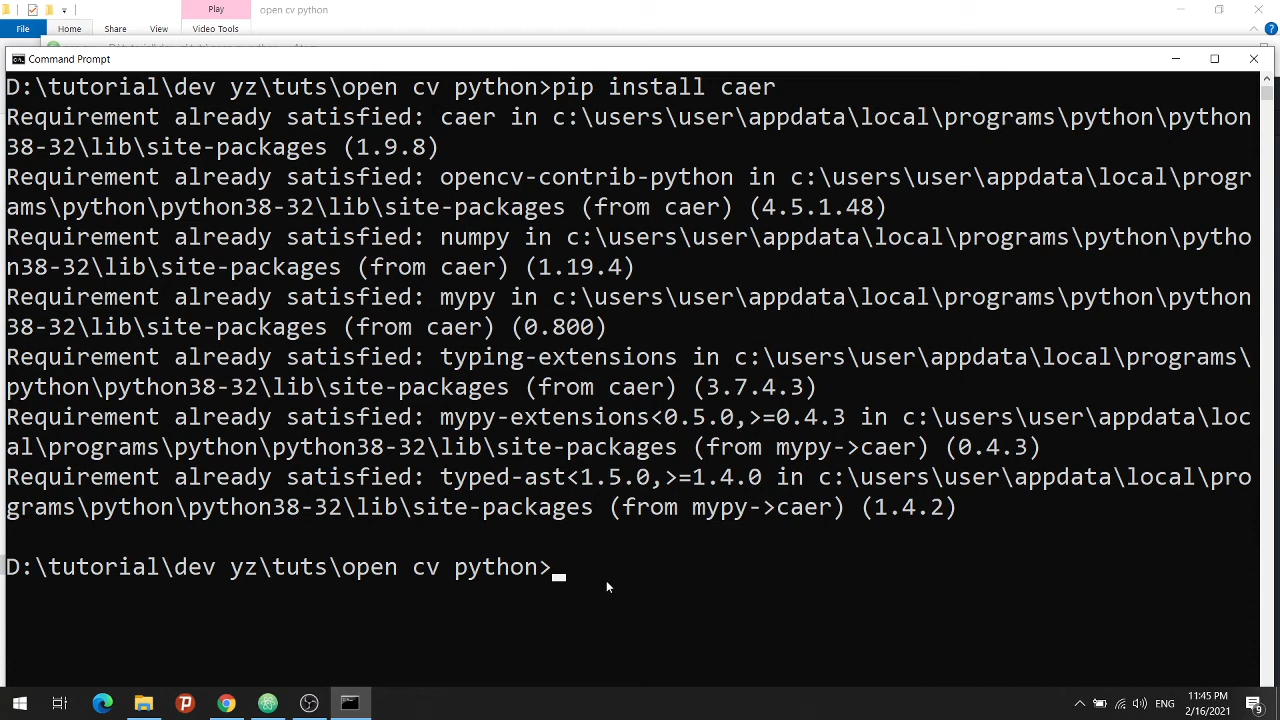 Play
open cv python
File
Home
Share
View
Video Tools
Command Prompt
D:\tutorial\dev yz\tuts\open cv python>pip install caer
Requirement already satisfied: caer in c:\users\user\appdata\local\programs\python\python
38-32\lib\site-packages (1.9.8)
Requirement already satisfied: opencv-contrib-python in c:\users\user\appdata\local\progr
ams\python\python38-32\lib\site-packages (from caer) (4.5.1.48)
Requirement already satisfied: numpy in c:\users\user\appdata\local\programs\python\pytho
n38-32\lib\site-packages (from caer) (1.19.4)
Requirement already satisfied: mypy in c:\users\user\appdata\local\programs\python\python
38-32\lib\site-packages (from caer) (0.800)
Requirement already satisfied: typing-extensions in c:\users\user\appdata\local\programs\
python\python38-32\lib\site-packages (from caer) (3.7.4.3)
Requirement already satisfied: mypy-extensions<0.5.0,>=0.4.3 in c:\users\user\appdata\loc
al\programs\python\python38-32\lib\site-packages (from mypy->caer) (0.4.3)
Requirement already satisfied: typed-ast<1.5.0,>=1.4.0 in c:\users\user\appdata\local\pro
grams\python\python38-32\lib\site-packages (from mypy->caer) (1.4.2)
D:\tutorial\dev yz\tuts\open cv python>
ENG
11:45 PM
2/16/2021
9